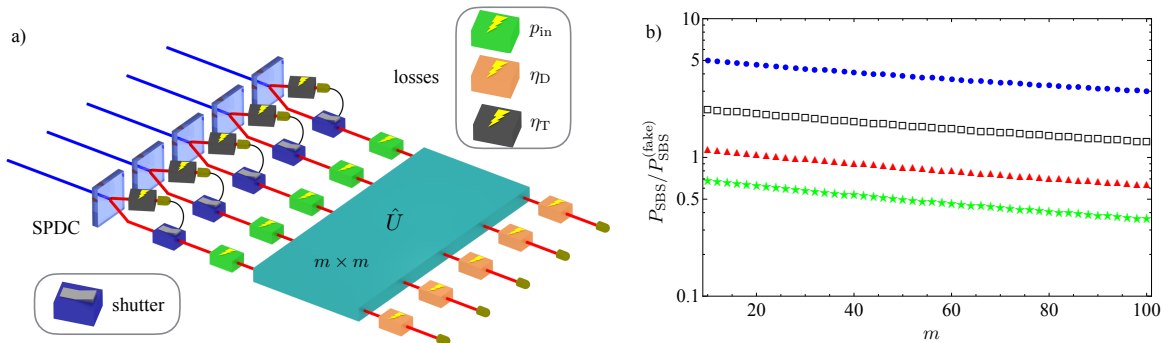 a)
SPDC
shutter
losses
p_in
η_D
η_T
Û
m × m
b)
P_SBS/P_SBS^(fake)
10
5
1
0.5
0.1
20
40
60
80
100
m